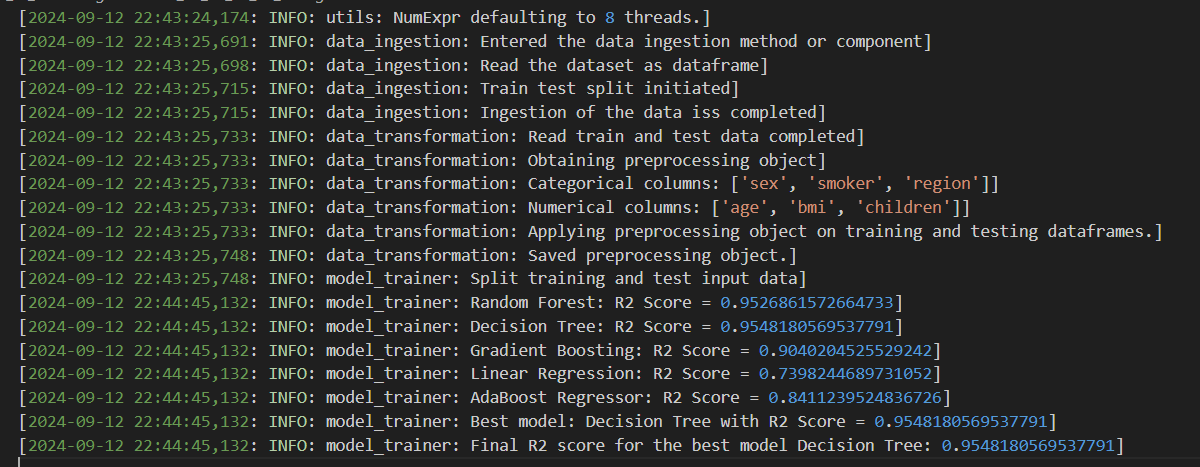 [2024-09-12 22:43:24,174: INFO: utils: NumExpr defaulting to 8 threads.]
[2024-09-12 22:43:25,691: INFO: data_ingestion: Entered the data ingestion method or component]
[2024-09-12 22:43:25,698: INFO: data_ingestion: Read the dataset as dataframe]
[2024-09-12 22:43:25,715: INFO: data_ingestion: Train test split initiated]
[2024-09-12 22:43:25,715: INFO: data_ingestion: Ingestion of the data iss completed]
[2024-09-12 22:43:25,733: INFO: data_transformation: Read train and test data completed]
[2024-09-12 22:43:25,733: INFO: data_transformation: Obtaining preprocessing object]
[2024-09-12 22:43:25,733: INFO: data_transformation: Categorical columns: ['sex', 'smoker', 'region']]
[2024-09-12 22:43:25,733: INFO: data_transformation: Numerical columns: ['age', 'bmi', 'children']]
[2024-09-12 22:43:25,733: INFO: data_transformation: Applying preprocessing object on training and testing dataframes.]
[2024-09-12 22:43:25,748: INFO: data_transformation: Saved preprocessing object.]
[2024-09-12 22:43:25,748: INFO: model_trainer: Split training and test input data]
[2024-09-12 22:44:45,132: INFO: model_trainer: Random Forest: R2 Score = 0.9526861572664733]
[2024-09-12 22:44:45,132: INFO: model_trainer: Decision Tree: R2 Score = 0.9548180569537791]
[2024-09-12 22:44:45,132: INFO: model_trainer: Gradient Boosting: R2 Score = 0.9040204525529242]
[2024-09-12 22:44:45,132: INFO: model_trainer: Linear Regression: R2 Score = 0.7398244689731052]
[2024-09-12 22:44:45,132: INFO: model_trainer: AdaBoost Regressor: R2 Score = 0.8411239524836726]
[2024-09-12 22:44:45,132: INFO: model_trainer: Best model: Decision Tree with R2 Score = 0.9548180569537791]
[2024-09-12 22:44:45,132: INFO: model_trainer: Final R2 score for the best model Decision Tree: 0.9548180569537791]